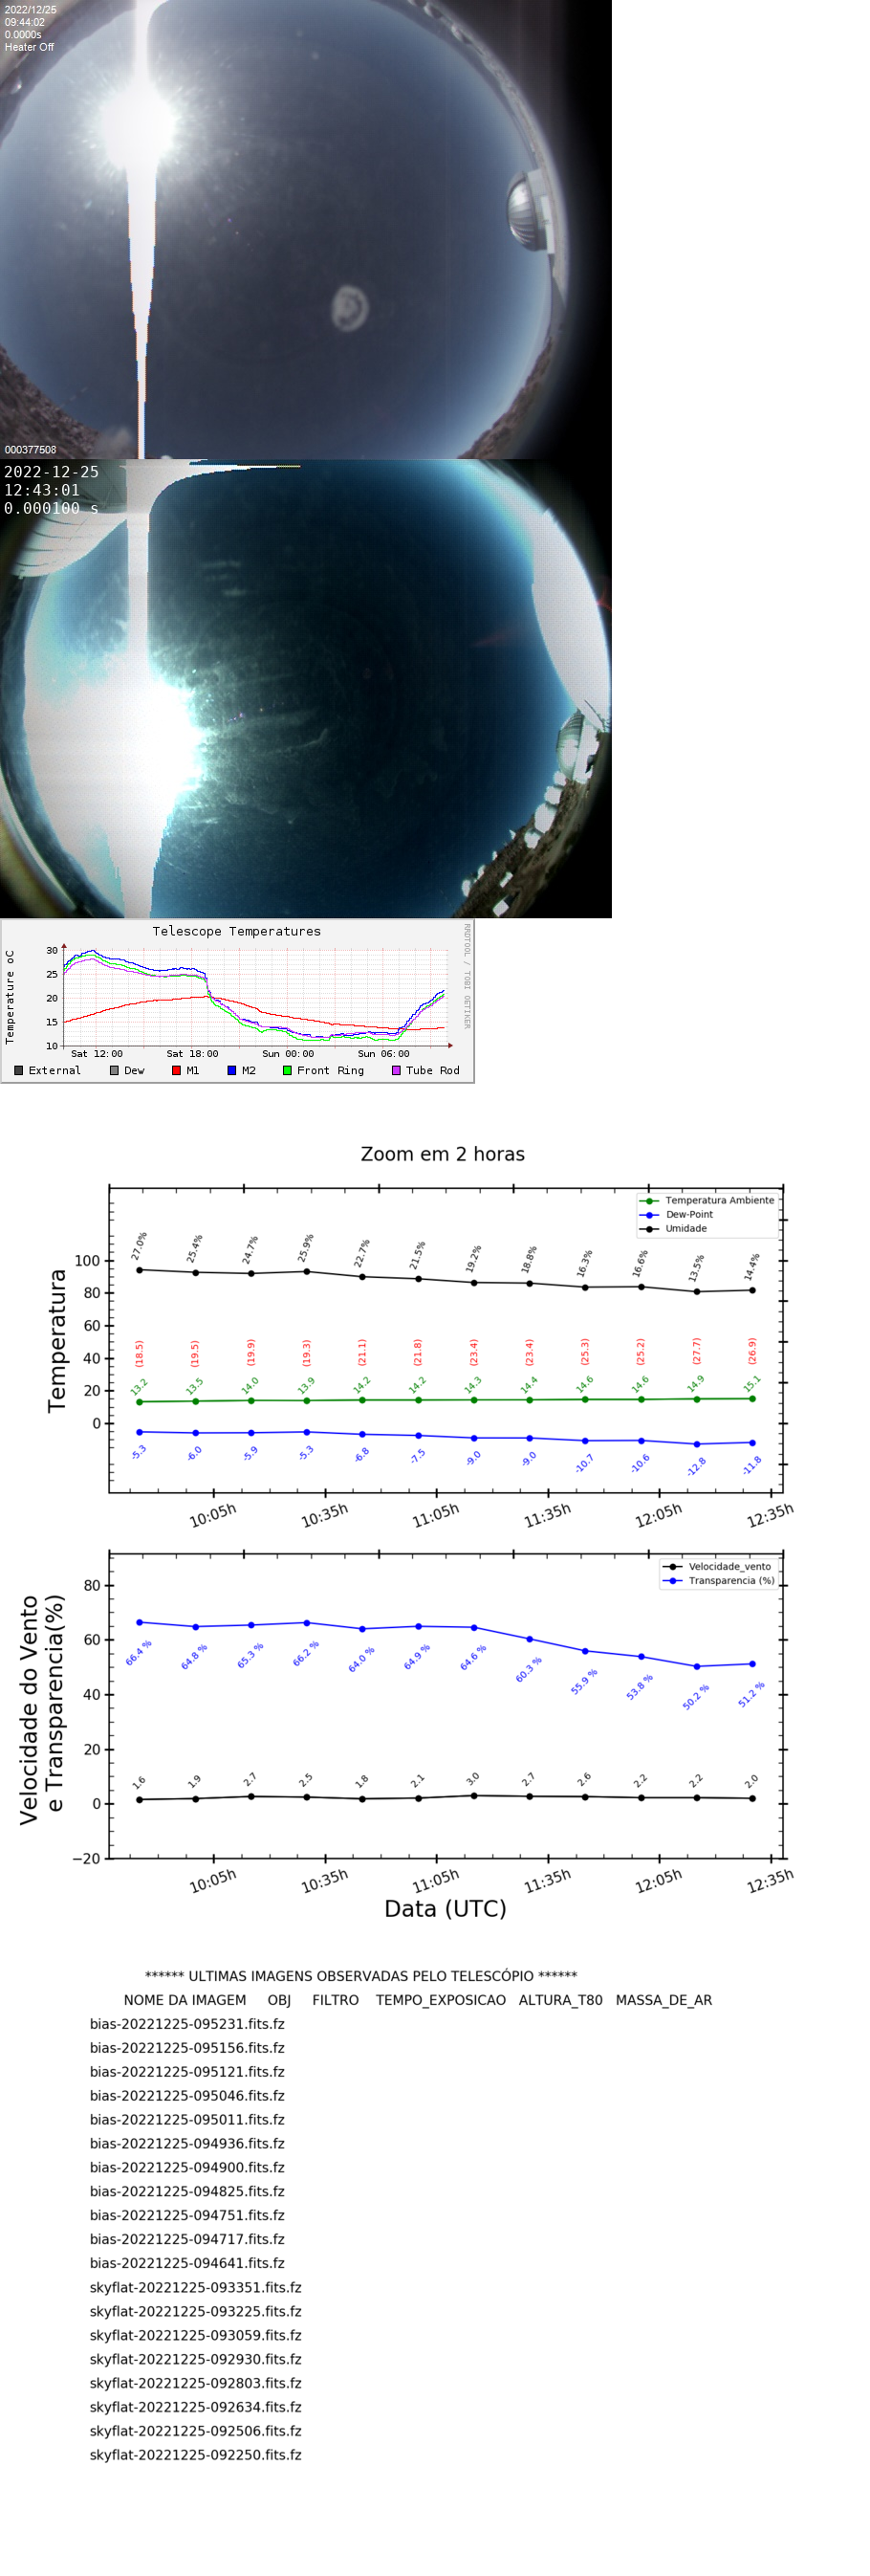 2022/12/25
09:44:02
0.0000s
Heater Off
000377508
2022-12-25
12:43:01
0.000100 s
Telescope Temperatures
RRDTOOL / TOBI OETIKER
Temperature oC
30
25
20
15
10
Sat 12:00 Sat 18:00 Sun 00:00 Sun 06:00
External Dew M1 M2 Front Ring Tube Rod
Zoom em 2 horas
Temperatura Ambiente
Dew-Point
Umidade
Temperatura
100
80
60
40
20
0
27.0% 25.4% 24.7% 25.9% 22.7% 21.5% 19.2% 18.8% 16.3% 16.6% 13.5% 14.4%
(18.5) (19.5) (19.9) (19.3) (21.1) (21.8) (23.4) (23.4) (25.3) (25.2) (27.7) (26.9)
13.2 13.5 14.0 13.9 14.2 14.2 14.3 14.4 14.6 14.6 14.9 15.1
-5.3 -6.0 -5.9 -5.3 -6.8 -7.5 -9.0 -9.0 -10.7 -10.6 -12.8 -11.8
10:05h 10:35h 11:05h 11:35h 12:05h 12:35h
Velocidade_vento
Transparencia (%)
Velocidade do Vento
e Transparencia(%)
80
60
40
20
0
−20
66.4 % 64.8 % 65.3 % 66.2 % 64.0 % 64.9 % 64.6 % 60.3 % 55.9 % 53.8 % 50.2 % 51.2 %
1.6 1.9 2.7 2.5 1.8 2.1 3.0 2.7 2.6 2.2 2.2 2.0
10:05h 10:35h 11:05h 11:35h 12:05h 12:35h
Data (UTC)
****** ULTIMAS IMAGENS OBSERVADAS PELO TELESCÓPIO ******
NOME DA IMAGEM OBJ FILTRO TEMPO_EXPOSICAO ALTURA_T80 MASSA_DE_AR
bias-20221225-095231.fits.fz
bias-20221225-095156.fits.fz
bias-20221225-095121.fits.fz
bias-20221225-095046.fits.fz
bias-20221225-095011.fits.fz
bias-20221225-094936.fits.fz
bias-20221225-094900.fits.fz
bias-20221225-094825.fits.fz
bias-20221225-094751.fits.fz
bias-20221225-094717.fits.fz
bias-20221225-094641.fits.fz
skyflat-20221225-093351.fits.fz
skyflat-20221225-093225.fits.fz
skyflat-20221225-093059.fits.fz
skyflat-20221225-092930.fits.fz
skyflat-20221225-092803.fits.fz
skyflat-20221225-092634.fits.fz
skyflat-20221225-092506.fits.fz
skyflat-20221225-092250.fits.fz